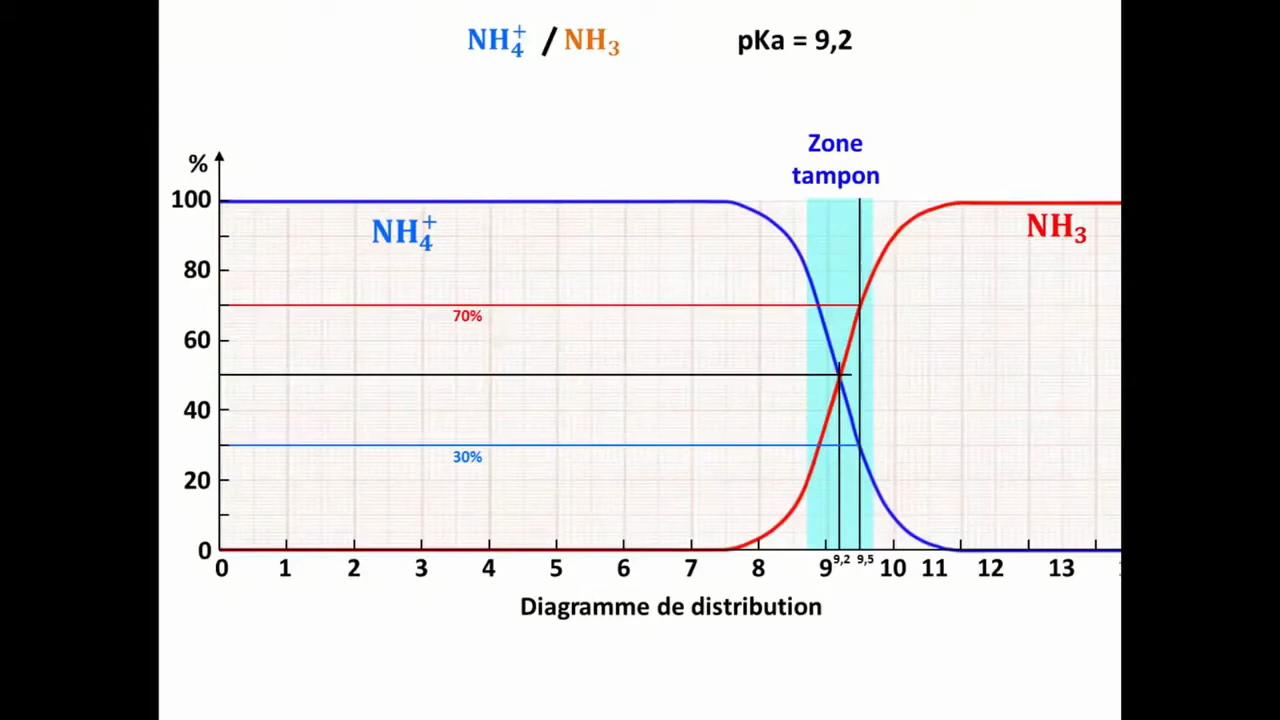 NH₄⁺ / NH₃ pKa = 9,2
Zone
tampon
%
100
NH₄⁺
NH₃
80
70%
60
40
30%
20
0
0 1 2 3 4 5 6 7 8 9 9,2 9,5 10 11 12 13
Diagramme de distribution